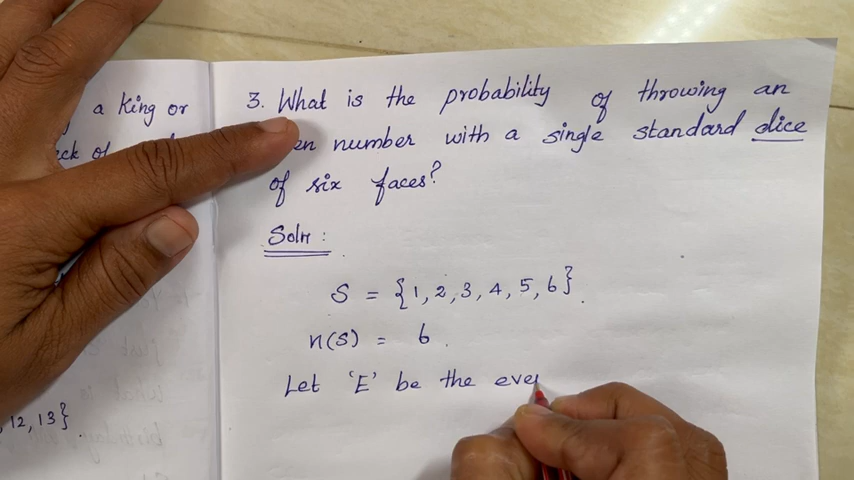 a King or
3. What is the probability of throwing an
en number with a single standard dice
of six faces?
Soln :
S = {1, 2, 3, 4, 5, 6}.
n(S) = 6.
Let 'E' be the eve
, 12, 13}.